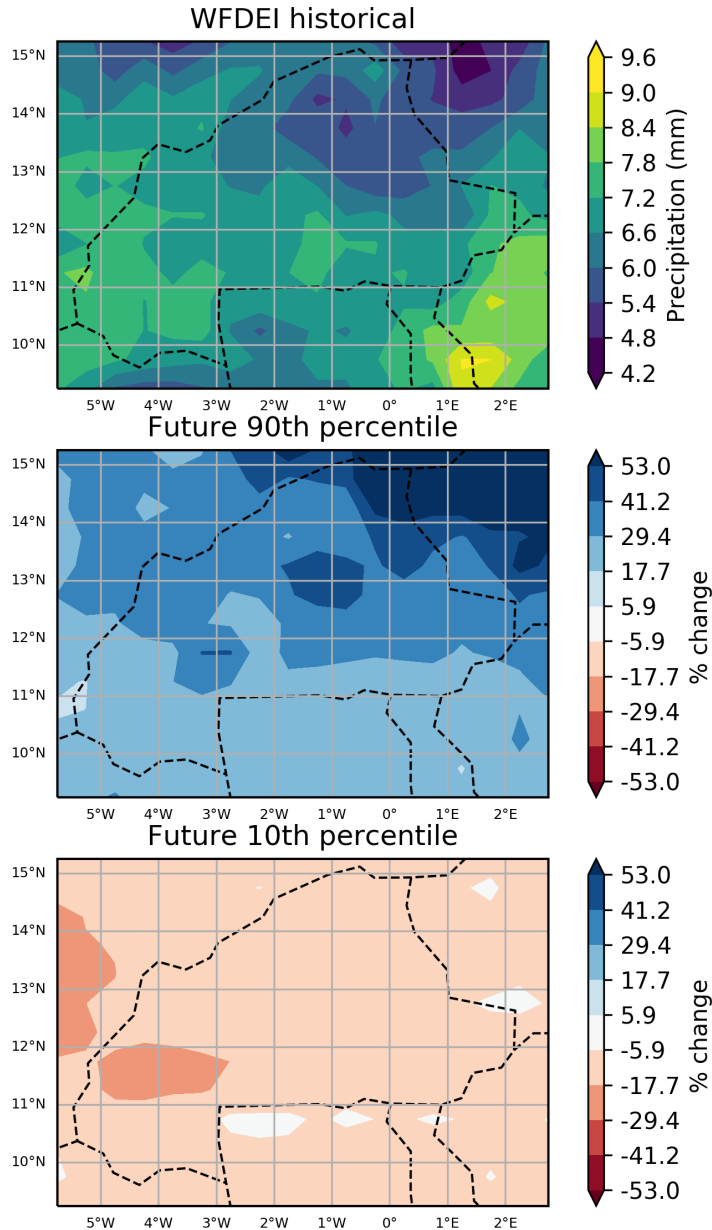 WFDEI historical
15°N
14°N
13°N
12°N
11°N
10°N
5°W 4°W 3°W 2°W 1°W 0° 1°E 2°E
9.6
9.0
8.4
7.8
7.2
6.6
6.0
5.4
4.8
4.2
Precipitation (mm)
Future 90th percentile
15°N
14°N
13°N
12°N
11°N
10°N
5°W 4°W 3°W 2°W 1°W 0° 1°E 2°E
53.0
41.2
29.4
17.7
5.9
-5.9
-17.7
-29.4
-41.2
-53.0
% change
Future 10th percentile
15°N
14°N
13°N
12°N
11°N
10°N
5°W 4°W 3°W 2°W 1°W 0° 1°E 2°E
53.0
41.2
29.4
17.7
5.9
-5.9
-17.7
-29.4
-41.2
-53.0
% change